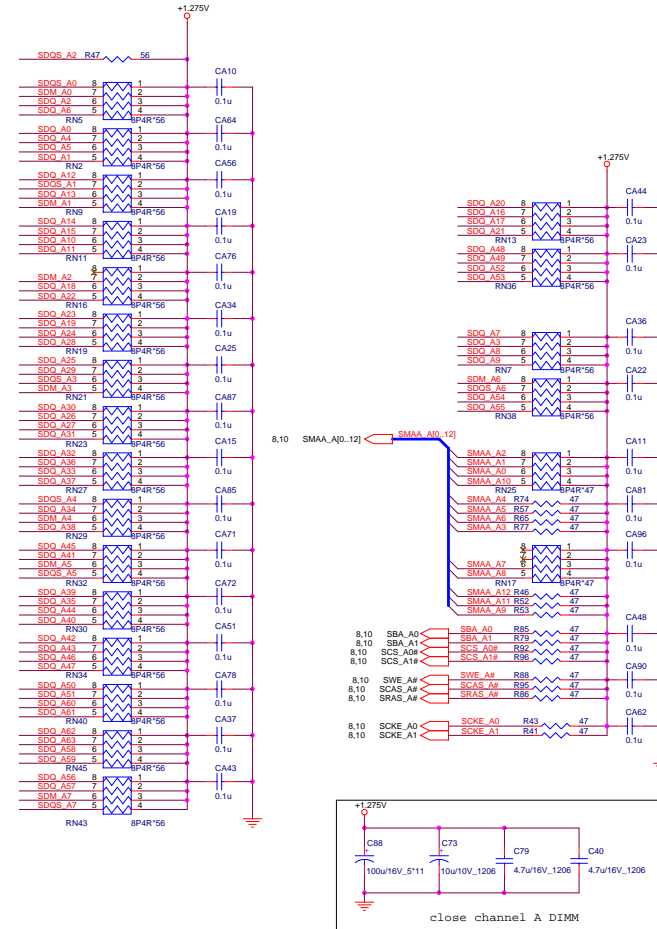 +1.275V
SDQS_A2 R47 56
CA10
0.1u
SDQS_A0 8 1
SDM_A0 7 2
SDQ_A2 6 3
SDQ_A6 5 4
RN5 8P4R*56
CA64
0.1u
SDQ_A0 8 1
SDQ_A4 7 2
SDQ_A5 6 3
SDQ_A1 5 4
RN2 8P4R*56
CA56
0.1u
SDQ_A12 8 1
SDQS_A1 7 2
SDQ_A13 6 3
SDM_A1 5 4
RN9 8P4R*56
CA19
0.1u
SDQ_A14 8 1
SDQ_A15 7 2
SDQ_A10 6 3
SDQ_A11 5 4
RN11 8P4R*56
CA76
0.1u
8 1
SDM_A2 7 2
SDQ_A18 6 3
SDQ_A22 5 4
RN16 8P4R*56
CA34
0.1u
SDQ_A23 8 1
SDQ_A19 7 2
SDQ_A24 6 3
SDQ_A28 5 4
RN19 8P4R*56
CA25
0.1u
SDQ_A25 8 1
SDQ_A29 7 2
SDQS_A3 6 3
SDM_A3 5 4
RN21 8P4R*56
CA87
0.1u
SDQ_A30 8 1
SDQ_A26 7 2
SDQ_A27 6 3
SDQ_A31 5 4
RN23 8P4R*56
CA15
0.1u
SDQ_A32 8 1
SDQ_A36 7 2
SDQ_A33 6 3
SDQ_A37 5 4
RN27 8P4R*56
CA85
0.1u
SDQS_A4 8 1
SDQ_A34 7 2
SDM_A4 6 3
SDQ_A38 5 4
RN29 8P4R*56
CA71
0.1u
SDQ_A45 8 1
SDQ_A41 7 2
SDM_A5 6 3
SDQS_A5 5 4
RN32 8P4R*56
CA72
0.1u
SDQ_A39 8 1
SDQ_A35 7 2
SDQ_A44 6 3
SDQ_A40 5 4
RN30 8P4R*56
CA51
0.1u
SDQ_A42 8 1
SDQ_A43 7 2
SDQ_A46 6 3
SDQ_A47 5 4
RN34 8P4R*56
CA78
0.1u
SDQ_A50 8 1
SDQ_A51 7 2
SDQ_A60 6 3
SDQ_A61 5 4
RN40 8P4R*56
CA37
0.1u
SDQ_A62 8 1
SDQ_A63 7 2
SDQ_A58 6 3
SDQ_A59 5 4
RN45 8P4R*56
CA43
0.1u
SDQ_A56 8 1
SDQ_A57 7 2
SDM_A7 6 3
SDQS_A7 5 4
RN43 8P4R*56
+1.275V
CA44
0.1u
SDQ_A20 8 1
SDQ_A16 7 2
SDQ_A17 6 3
SDQ_A21 5 4
RN13 8P4R*56
CA23
0.1u
SDQ_A48 8 1
SDQ_A49 7 2
SDQ_A52 6 3
SDQ_A53 5 4
RN36 8P4R*56
CA36
0.1u
SDQ_A7 8 1
SDQ_A3 7 2
SDQ_A8 6 3
SDQ_A9 5 4
RN7 8P4R*56
CA22
0.1u
SDM_A6 8 1
SDQS_A6 7 2
SDQ_A54 6 3
SDQ_A55 5 4
RN38 8P4R*56
8,10 SMAA_A[0..12] SMAA_A[0..12]
CA11
0.1u
SMAA_A2 8 1
SMAA_A1 7 2
SMAA_A0 6 3
SMAA_A10 5 4
RN25 8P4R*47
CA81
0.1u
SMAA_A4 R74 47
SMAA_A5 R57 47
SMAA_A6 R65 47
SMAA_A3 R77 47
CA96
0.1u
8 1
7 2
SMAA_A7 6 3
SMAA_A8 5 4
RN17 8P4R*47
SMAA_A12 R46 47
SMAA_A11 R52 47
SMAA_A9 R53 47
CA48
0.1u
8,10 SBA_A0 SBA_A0 R85 47
8,10 SBA_A1 SBA_A1 R79 47
8,10 SCS_A0# SCS_A0# R92 47
8,10 SCS_A1# SCS_A1# R96 47
CA90
0.1u
8,10 SWE_A# SWE_A# R88 47
8,10 SCAS_A# SCAS_A# R95 47
8,10 SRAS_A# SRAS_A# R86 47
CA62
0.1u
8,10 SCKE_A0 SCKE_A0 R43 47
8,10 SCKE_A1 SCKE_A1 R41 47
+1.275V
C88 C73 C79 C40
+ +
100u/16V_5*11 10u/10V_1206 4.7u/16V_1206 4.7u/16V_1206
close channel A DIMM